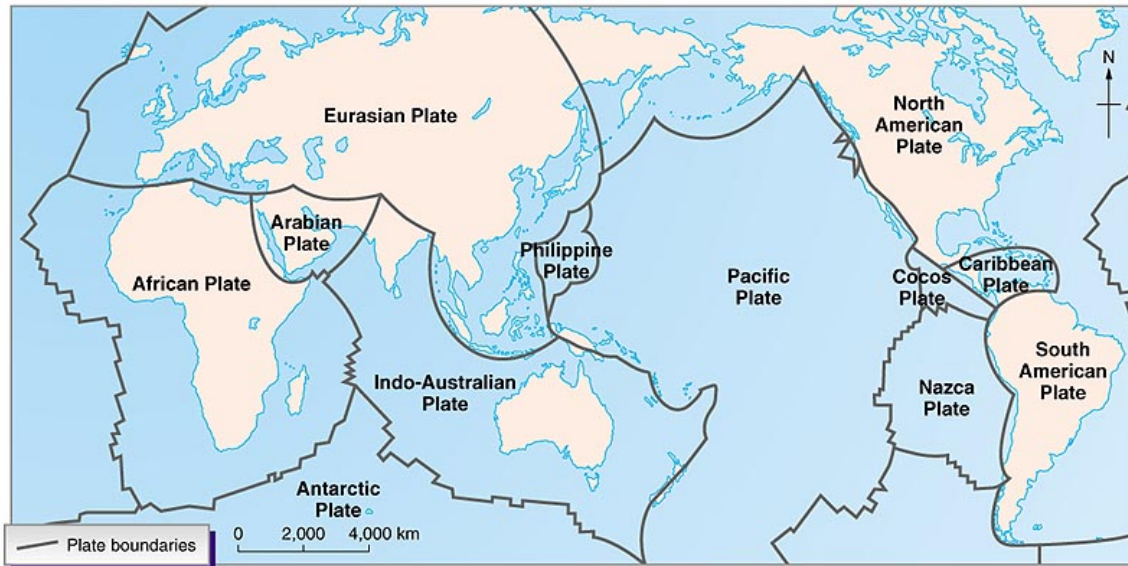 Eurasian Plate
North
American
Plate
N
Arabian
Plate
Philippine
Plate
African Plate
Pacific
Plate
Cocos
Plate
Caribbean
Plate
Indo-Australian
Plate
Nazca
Plate
South
American
Plate
Antarctic
Plate
0 2,000 4,000 km
Plate boundaries